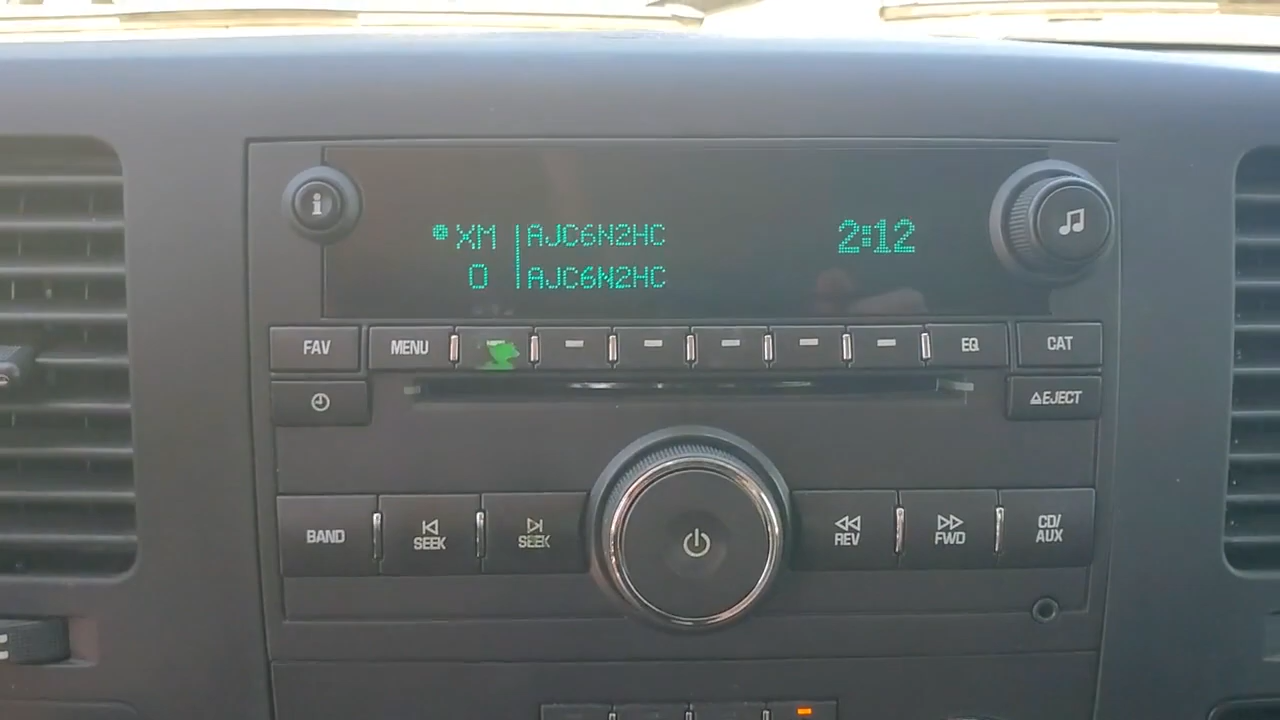 i
XM AJC6N2HC 2:12
0 AJC6N2HC
FAV MENU EQ CAT
EJECT
BAND SEEK SEEK REV FWD CD/
AUX